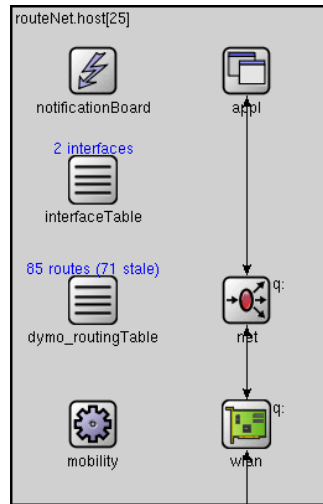 routeNet.host[25]
notificationBoard
appl
2 interfaces
interfaceTable
85 routes (71 stale)
q:
dymo_routingTable
net
q:
mobility
wlan